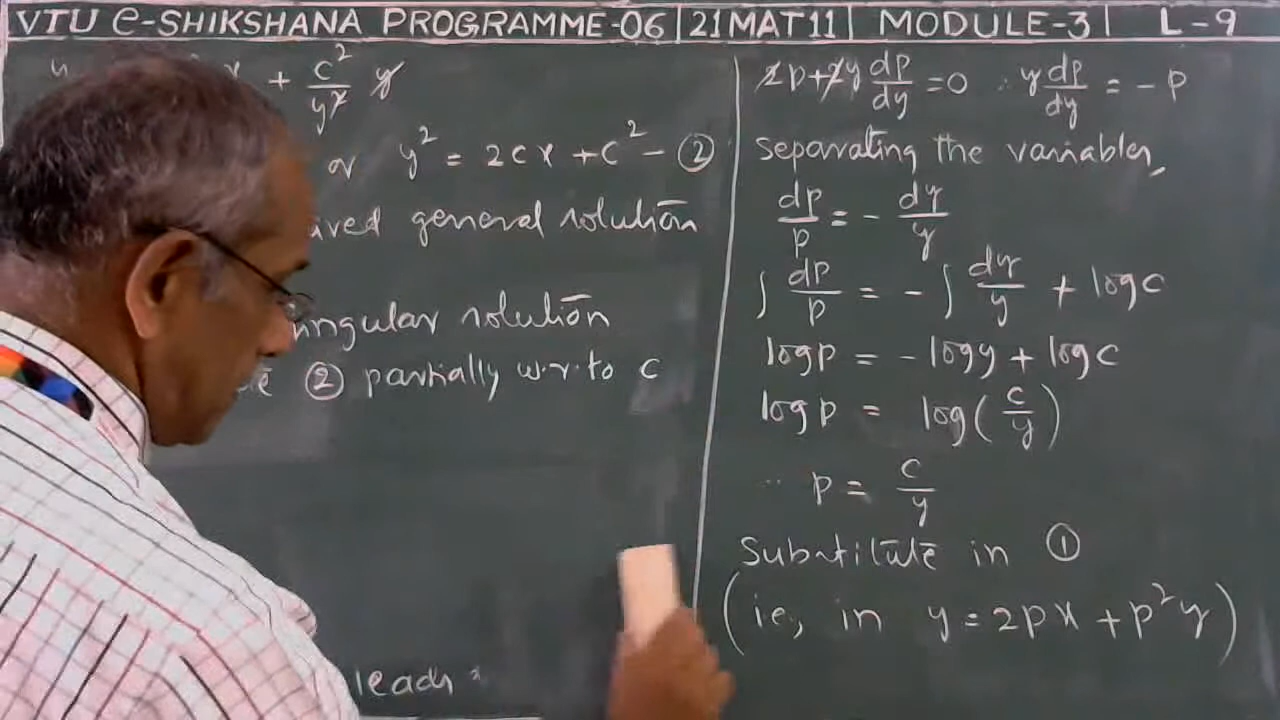 VTU e-SHIKSHANA PROGRAMME-06 | 21MAT11 | MODULE-3 | L-9
x + c²/y² y
or y² = 2cx + c² - ②
general solution
singular solution
② partially w.r.to c
leads
2p + 2y dp/dy = 0 ∴ y dp/dy = - p
separating the variables,
dp/p = - dy/y
∫ dp/p = - ∫ dy/y + log c
log p = - log y + log c
log p = log ( c/y )
∴ p = c/y
Substitute in ①
(ie, in y = 2px + p²y)